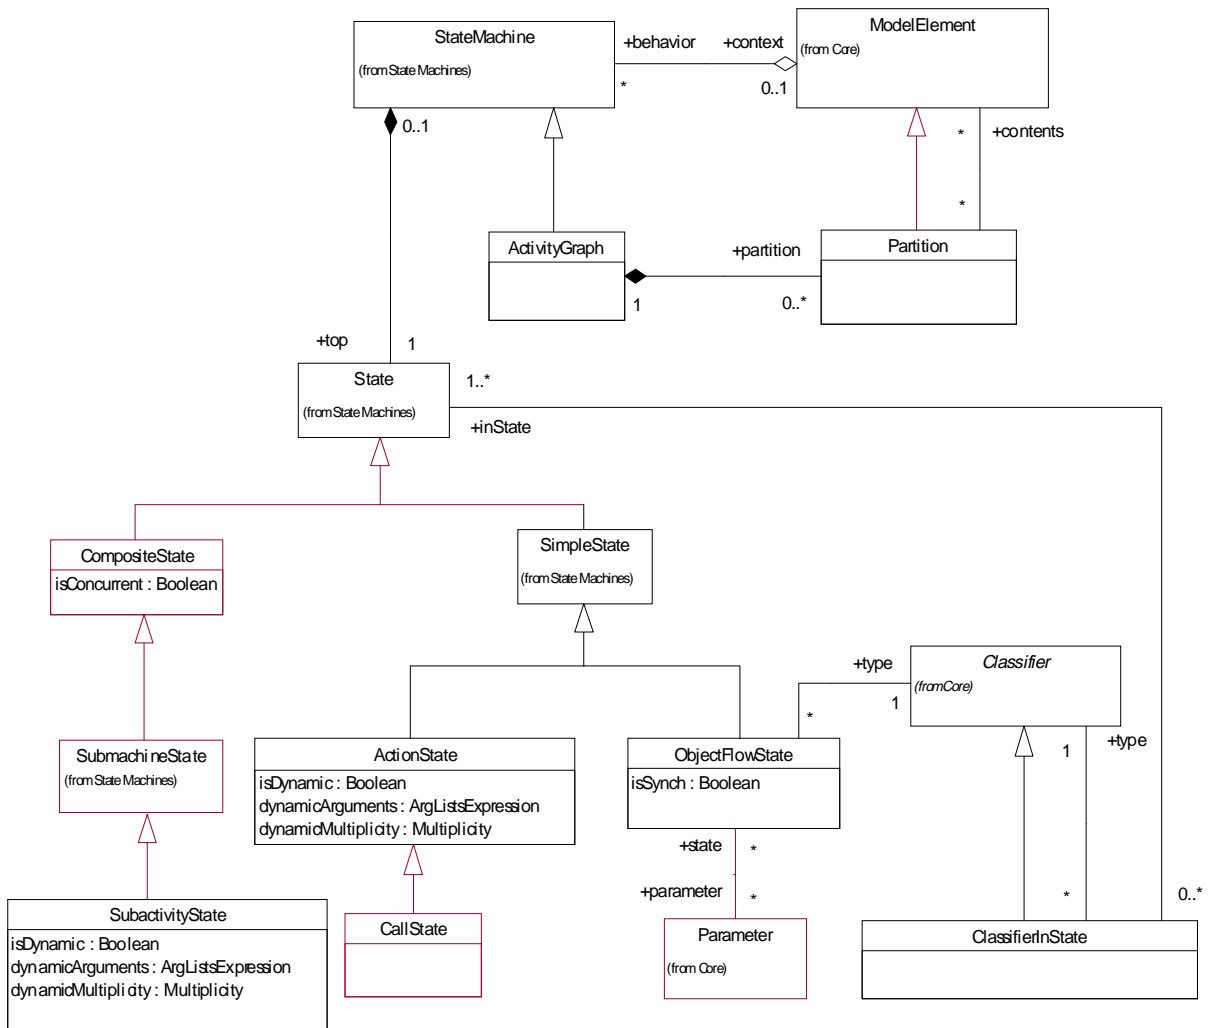 StateMachine
(from State Machines)
+behavior
+context
*
0..1
ModelElement
(from Core)
0..1
*
+contents
*
ActivityGraph
+partition
1
0..*
Partition
+top
1
State
(from State Machines)
1..*
+inState
CompositeState
isConcurrent : Boolean
SimpleState
(from State Machines)
+type
1
*
Classifier
(from Core)
1
+type
SubmachineState
(from State Machines)
ActionState
isDynamic : Boolean
dynamicArguments : ArgListsExpression
dynamicMultiplicity : Multiplicity
ObjectFlowState
isSynch : Boolean
+state
*
+parameter
*
*
0..*
SubactivityState
isDynamic : Boolean
dynamicArguments : ArgListsExpression
dynamicMultiplicity : Multiplicity
CallState
Parameter
(from Core)
ClassifierInState